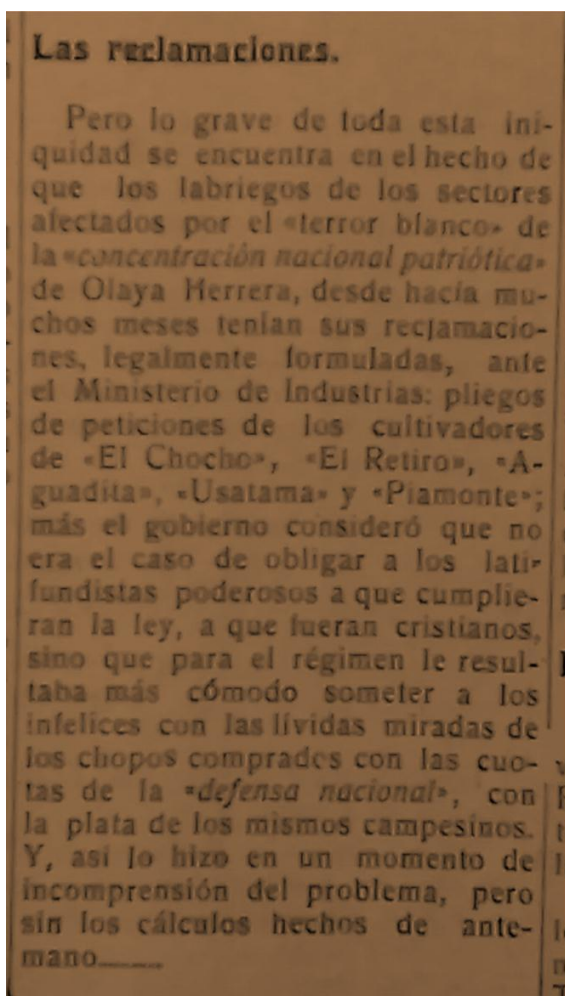 Las reclamaciones.
Pero lo grave de toda esta ini-
quidad se encuentra en el hecho de
que los labriegos de los sectores
afectados por el «terror blanco» de
la «concentración nacional patriótica»
de Olaya Herrera, desde hacía mu-
chos meses tenían sus reclamacio-
nes, legalmente formuladas, ante
el Ministerio de Industrias: pliegos
de peticiones de los cultivadores
de «El Chocho», «El Retiro», «A-
guadita», «Usatama» y «Piamonte»;
más el gobierno consideró que no
era el caso de obligar a los lati-
fundistas poderosos a que cumplie-
ran la ley, a que fueran cristianos,
sino que para el régimen le resul-
taba más cómodo someter a los
infelices con las lívidas miradas de
los chopos comprades con las cuo-
tas de la «defensa nacional», con
la plata de los mismos campesinos.
Y, asi lo hizo en un momento de
incomprensión del problema, pero
sin los cálculos hechos de ante-
mano......